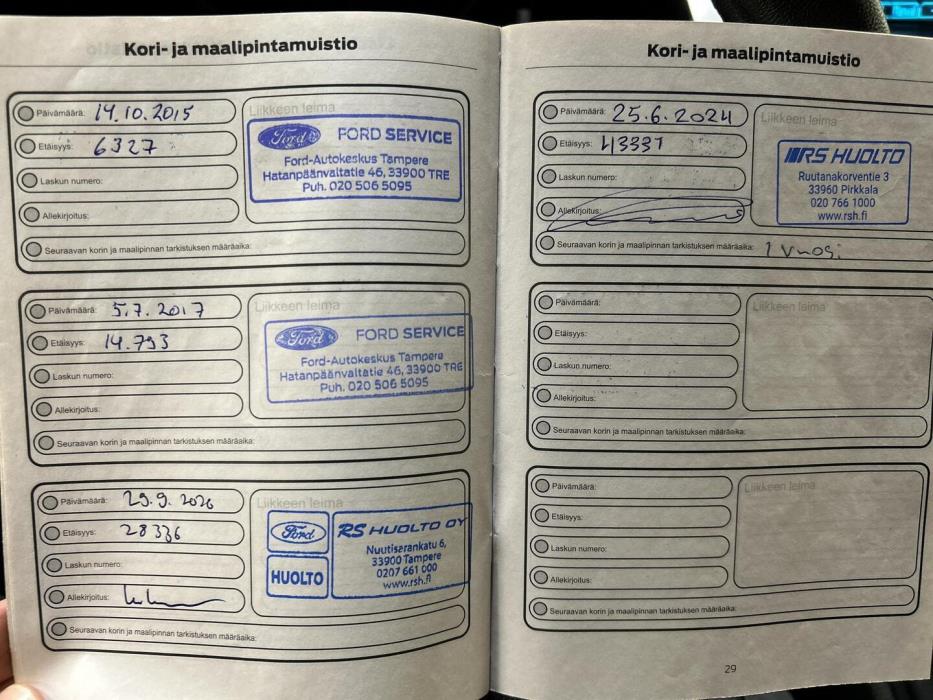 Kori- ja maalipintamuistio
Päivämäärä: 14.10.2015
Etäisyys: 6327
Laskun numero:
Allekirjoitus:
Seuraavan korin ja maalipinnan tarkistuksen määräaika:
Liikkeen leima
Ford FORD SERVICE
Ford-Autokeskus Tampere
Hatanpäänvaltatie 46, 33900 TRE
Puh. 020 506 5095
Päivämäärä: 5.7.2017
Etäisyys: 14.793
Laskun numero:
Allekirjoitus:
Seuraavan korin ja maalipinnan tarkistuksen määräaika:
Liikkeen leima
Ford FORD SERVICE
Ford-Autokeskus Tampere
Hatanpäänvaltatie 46, 33900 TRE
Puh. 020 506 5095
Päivämäärä: 29.9.2020
Etäisyys: 28336
Laskun numero:
Allekirjoitus:
Seuraavan korin ja maalipinnan tarkistuksen määräaika:
Liikkeen leima
Ford
HUOLTO
RS HUOLTO OY
Nuutisarankatu 6,
33900 Tampere
0207 661 000
www.rsh.fi
Kori- ja maalipintamuistio
Päivämäärä: 25.6.2024
Etäisyys: 43337
Laskun numero:
Allekirjoitus:
Seuraavan korin ja maalipinnan tarkistuksen määräaika: 1 vuosi
Liikkeen leima
RS HUOLTO
Ruutanakorventie 3
33960 Pirkkala
020 766 1000
www.rsh.fi
Päivämäärä:
Etäisyys:
Laskun numero:
Allekirjoitus:
Seuraavan korin ja maalipinnan tarkistuksen määräaika:
Liikkeen leima
Päivämäärä:
Etäisyys:
Laskun numero:
Allekirjoitus:
Seuraavan korin ja maalipinnan tarkistuksen määräaika:
Liikkeen leima
29